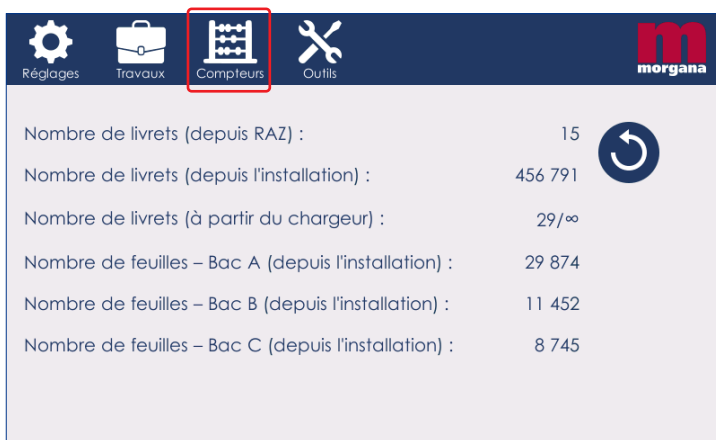 Réglages Travaux Compteurs Outils
morgana
Nombre de livrets (depuis RAZ) : 15
Nombre de livrets (depuis l'installation) : 456 791
Nombre de livrets (à partir du chargeur) : 29/∞
Nombre de feuilles – Bac A (depuis l'installation) : 29 874
Nombre de feuilles – Bac B (depuis l'installation) : 11 452
Nombre de feuilles – Bac C (depuis l'installation) : 8 745